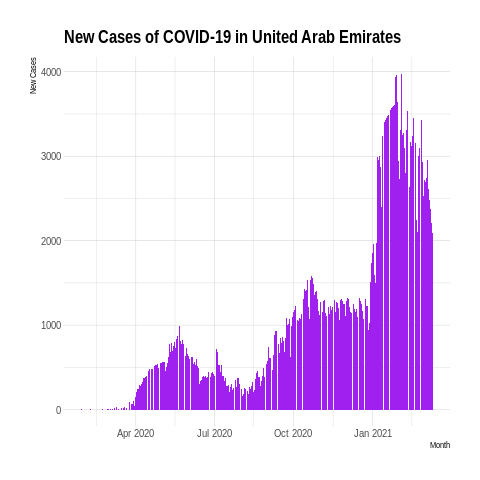 New Cases of COVID-19 in United Arab Emirates
New Cases
4000
3000
2000
1000
0
Apr 2020 Jul 2020 Oct 2020 Jan 2021
Month